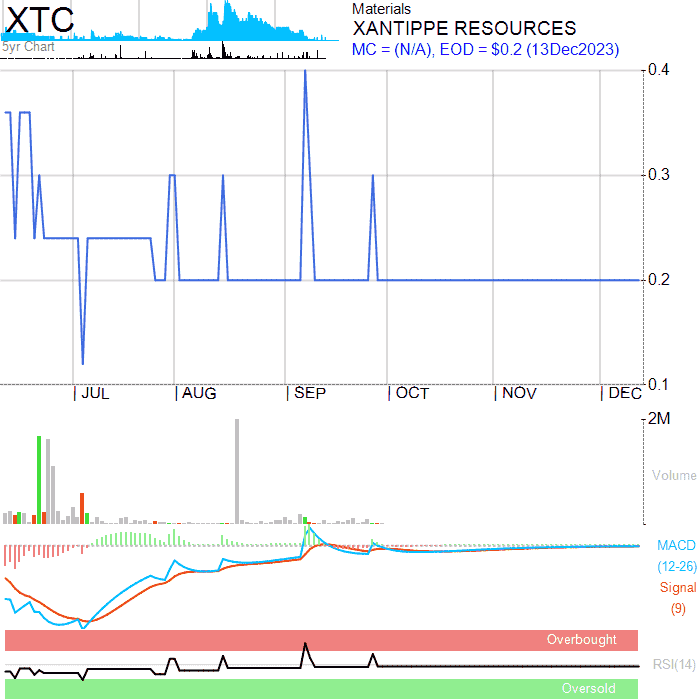 XTC
5yr Chart
Materials
XANTIPPE RESOURCES
MC = (N/A), EOD = $0.2 (13Dec2023)
0.4
0.3
0.2
0.1
JUL AUG SEP OCT NOV DEC
2M
Volume
MACD
(12-26)
Signal
(9)
Overbought
RSI(14)
Oversold